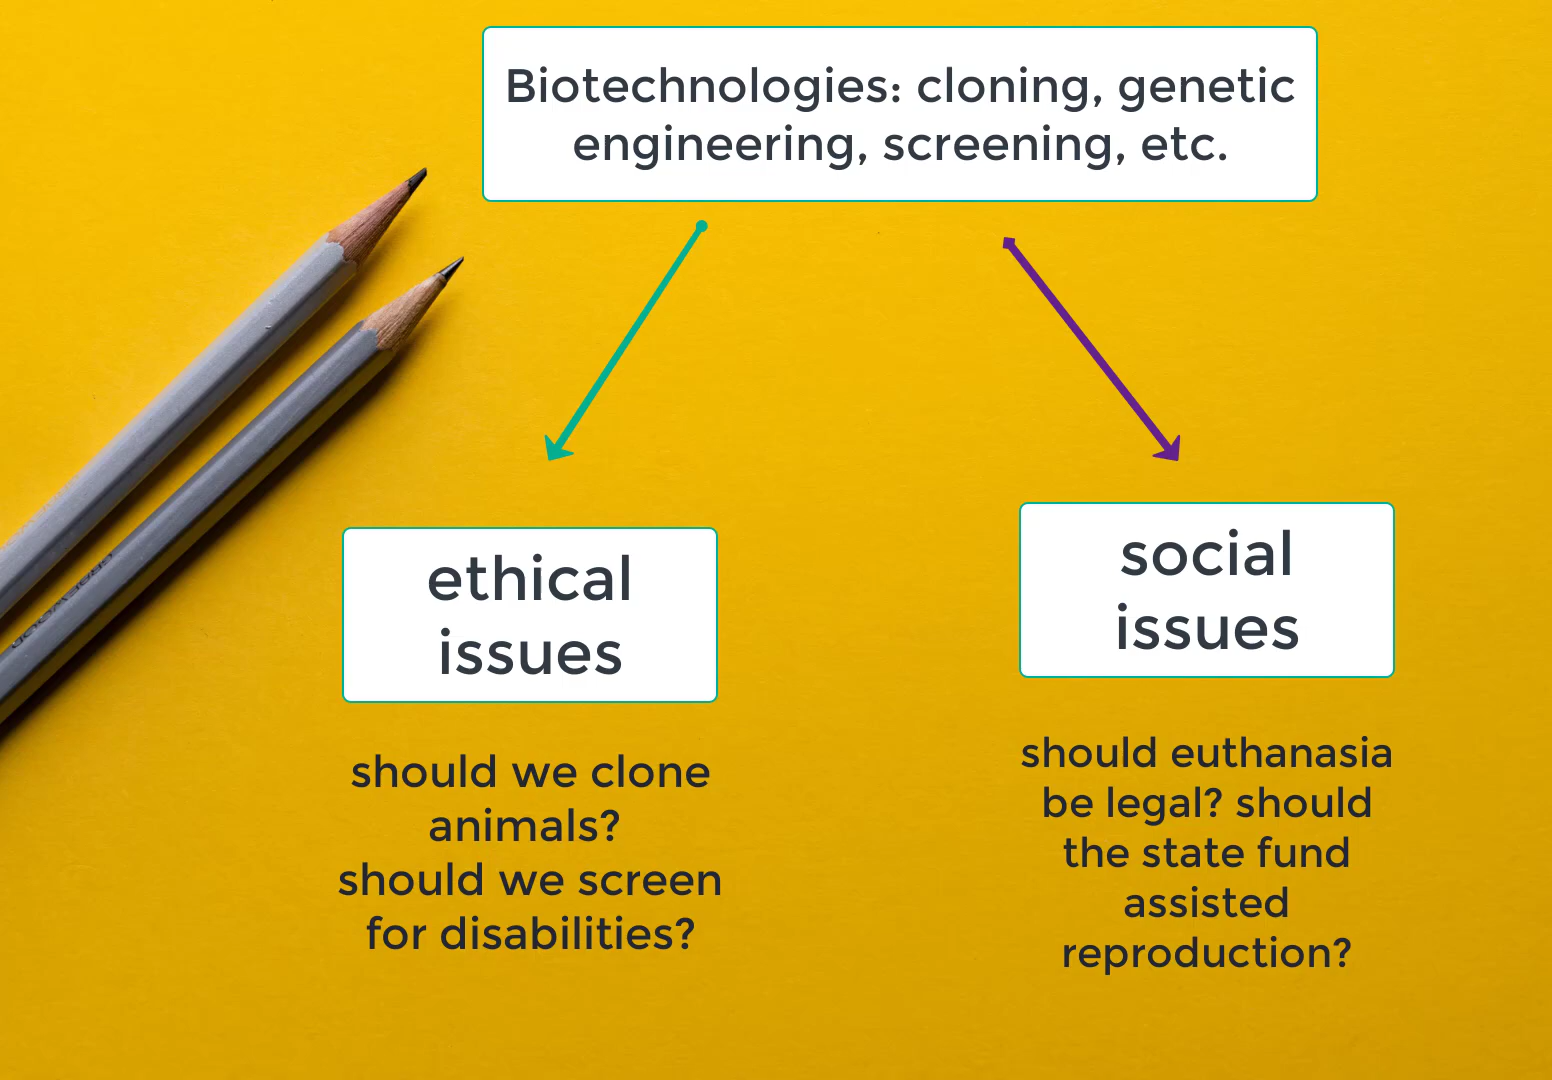 Biotechnologies: cloning, genetic
engineering, screening, etc.
ethical
issues
should we clone
animals?
should we screen
for disabilities?
social
issues
should euthanasia
be legal? should
the state fund
assisted
reproduction?